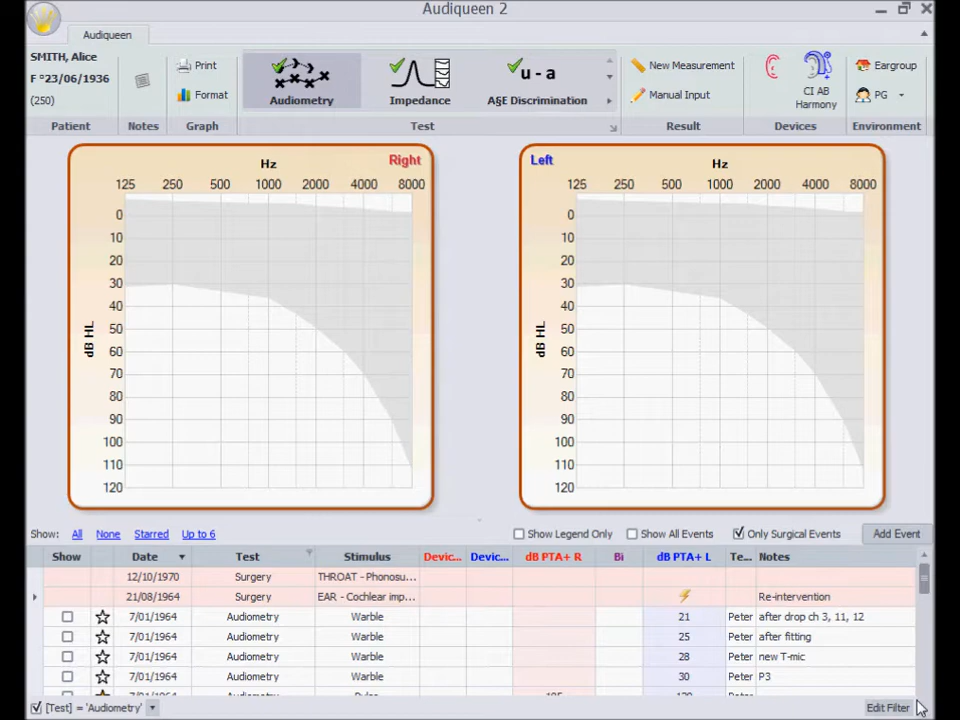 Audiqueen 2
Audiqueen
SMITH, Alice
F °23/06/1936
(250)
Patient
Notes
Print
Format
Graph
Audiometry
Impedance
u - a
A§E Discrimination
Test
New Measurement
Manual Input
Result
CI AB
Harmony
Devices
Eargroup
PG
Environment
Hz
Right
125 250 500 1000 2000 4000 8000
0
10
20
30
40
50
60
70
80
90
100
110
120
dB HL
Left
Hz
125 250 500 1000 2000 4000 8000
0
10
20
30
40
50
60
70
80
90
100
110
120
dB HL
Show: All None Starred Up to 6 Show Legend Only Show All Events Only Surgical Events Add Event
Show Date Test Stimulus Devic... Devic... dB PTA+ R Bi dB PTA+ L Te... Notes
12/10/1970 Surgery THROAT - Phonosu...
21/08/1964 Surgery EAR - Cochlear imp... Re-intervention
7/01/1964 Audiometry Warble 21 Peter after drop ch 3, 11, 12
7/01/1964 Audiometry Warble 25 Peter after fitting
7/01/1964 Audiometry Warble 28 Peter new T-mic
7/01/1964 Audiometry Warble 30 Peter P3
[Test] = 'Audiometry' Edit Filter